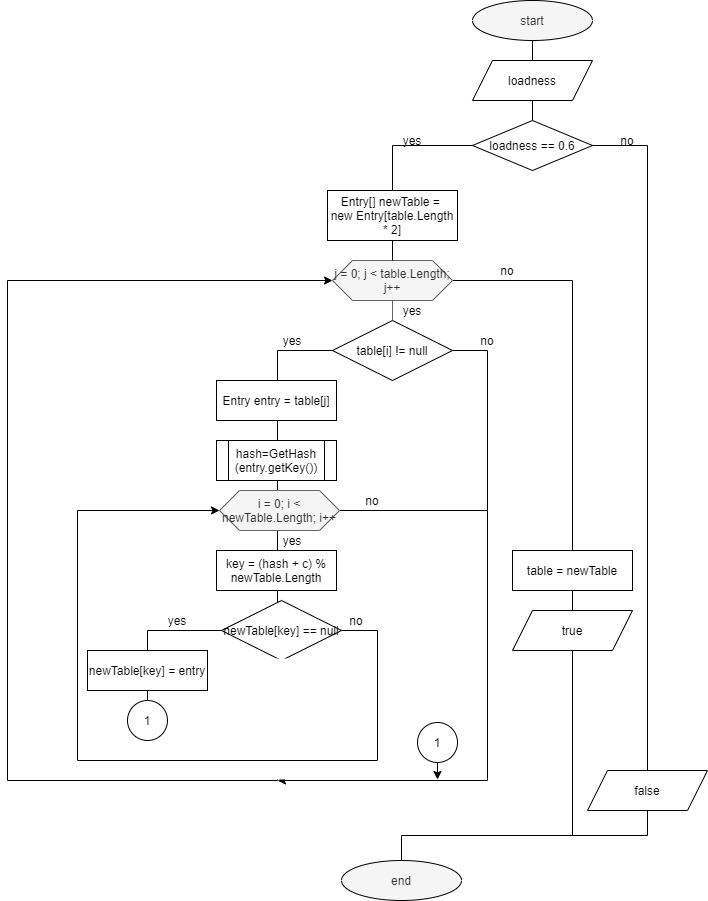 start
loadness
loadness == 0.6
yes
no
Entry[] newTable =
new Entry[table.Length
* 2]
j = 0; j < table.Length;
j++
no
yes
table[i] != null
yes
no
Entry entry = table[j]
hash=GetHash
(entry.getKey())
i = 0; i <
newTable.Length; i++
no
yes
key = (hash + c) %
newTable.Length
newTable[key] == null
yes
no
newTable[key] = entry
1
1
table = newTable
true
false
end